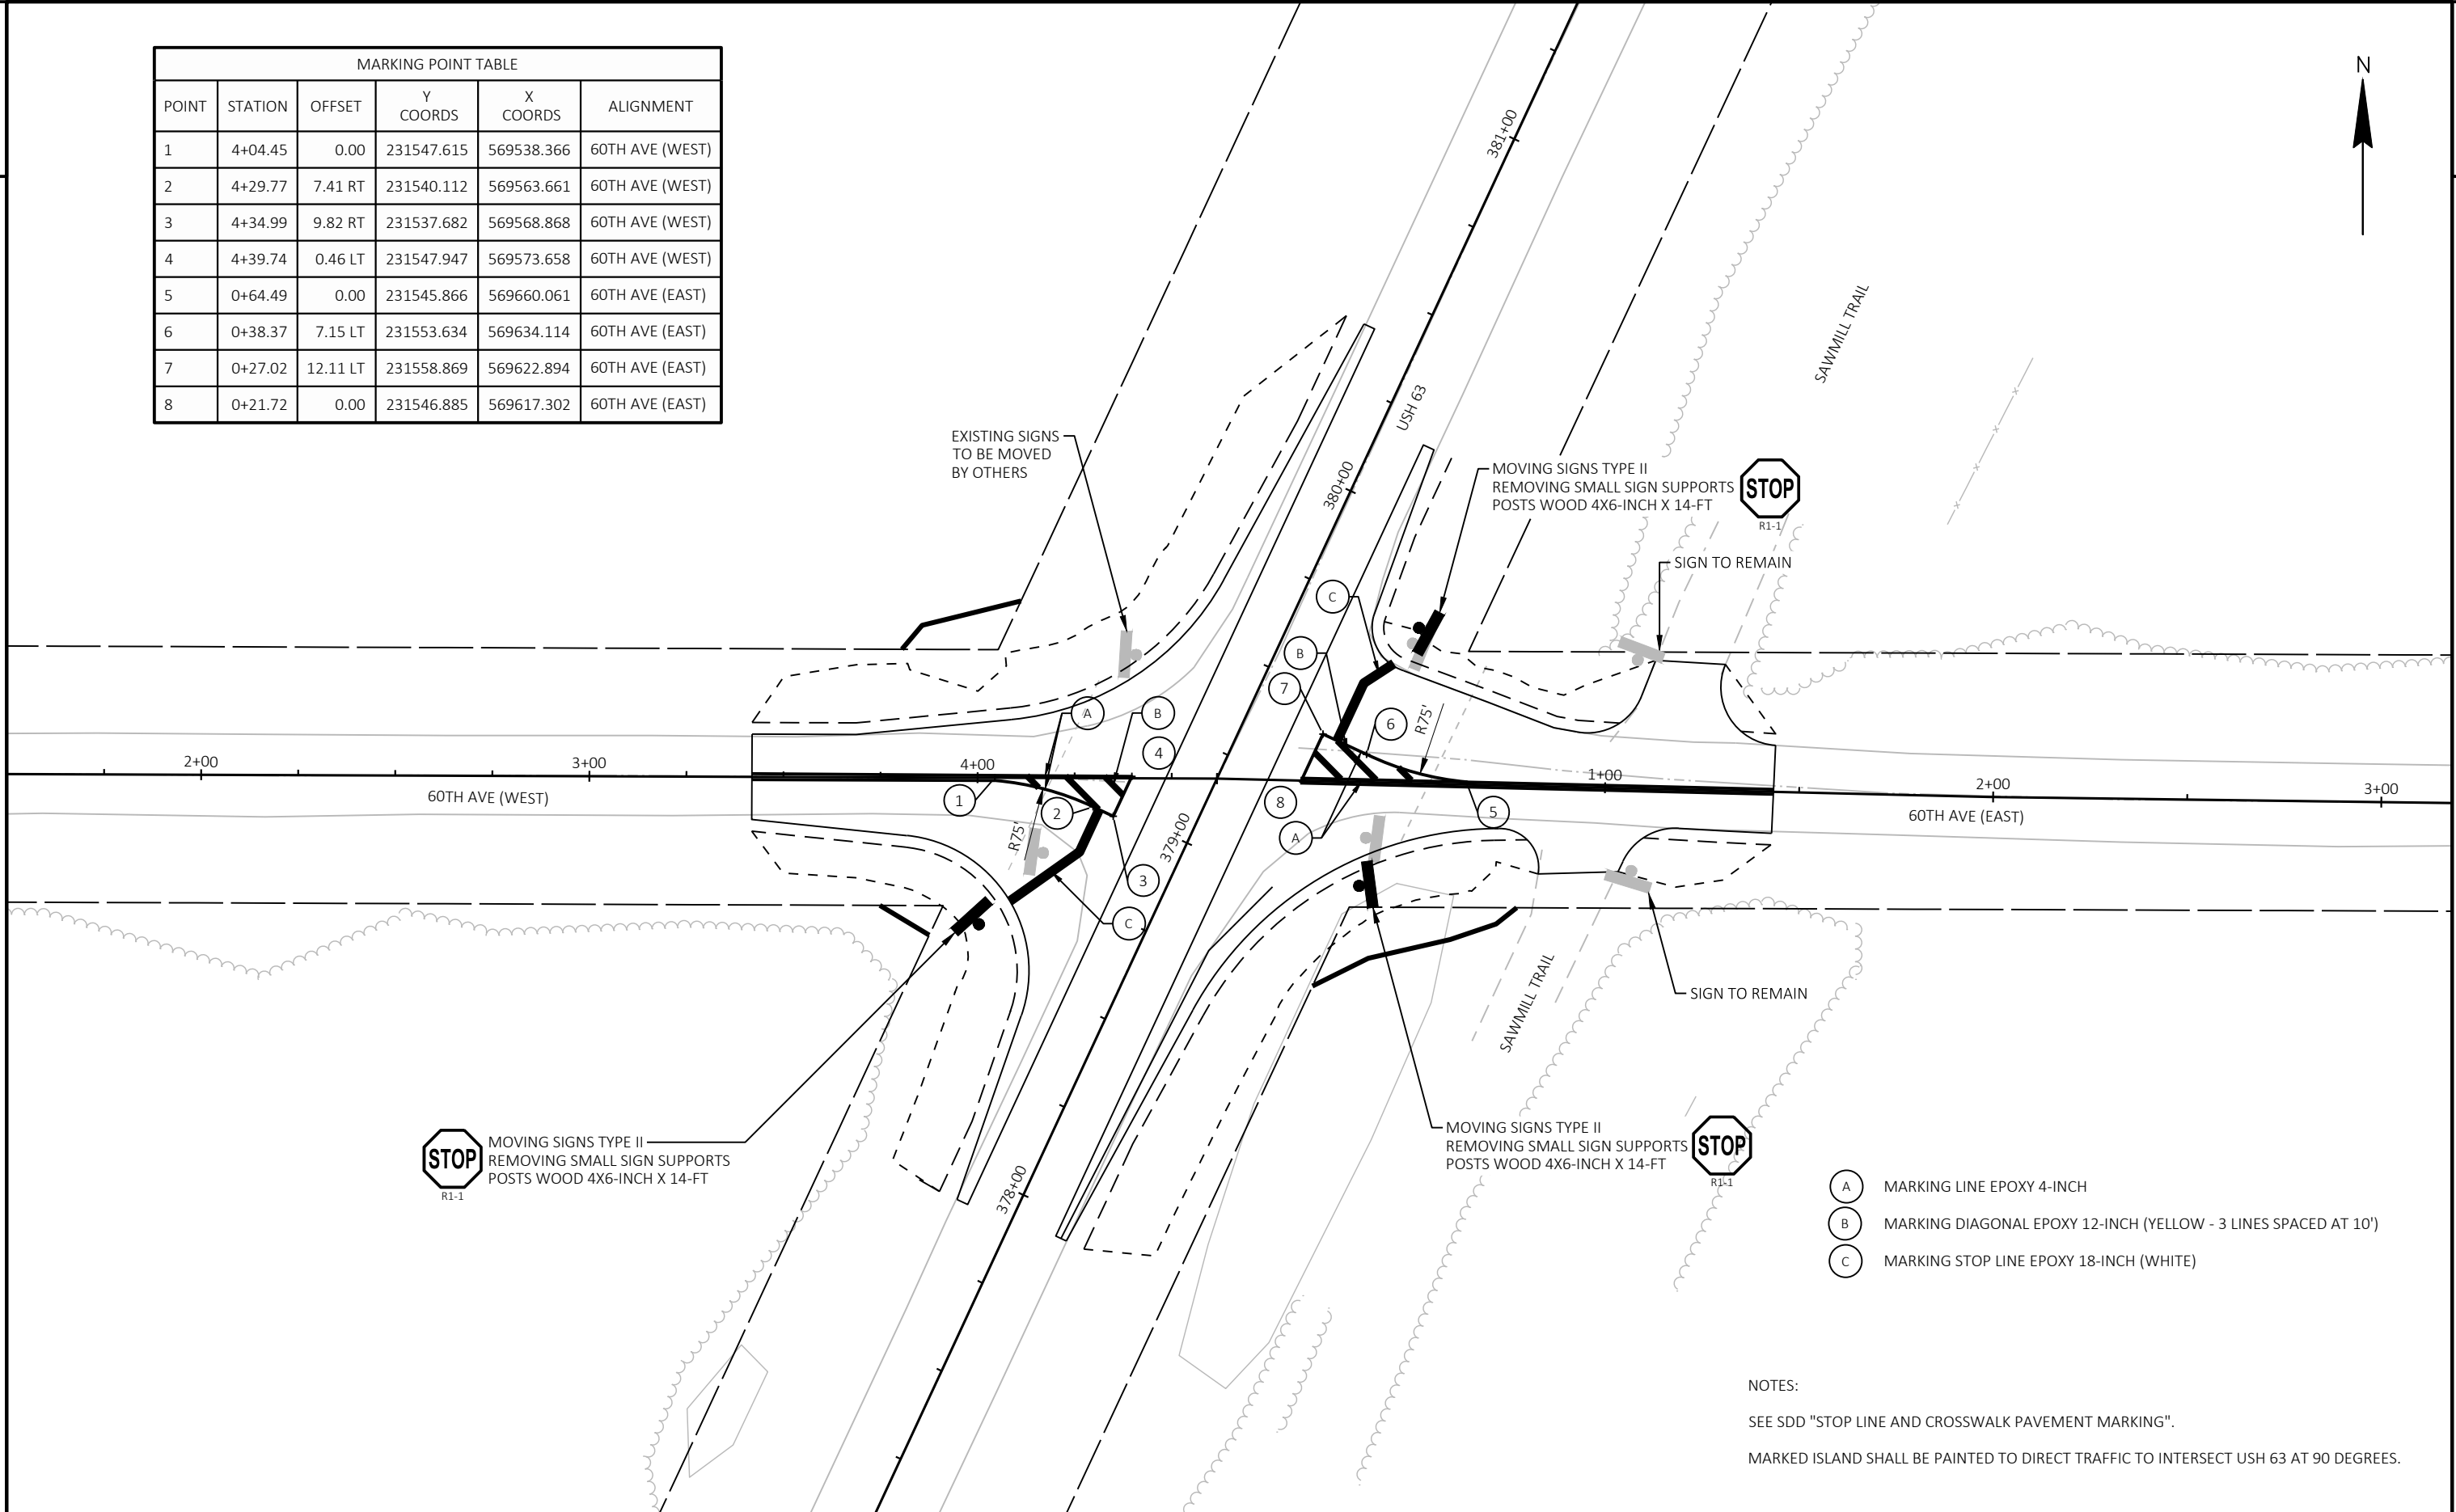 MARKING POINT TABLE
POINT STATION OFFSET Y COORDS X COORDS ALIGNMENT
1 4+04.45 0.00 231547.615 569538.366 60TH AVE (WEST)
2 4+29.77 7.41 RT 231540.112 569563.661 60TH AVE (WEST)
3 4+34.99 9.82 RT 231537.682 569568.868 60TH AVE (WEST)
4 4+39.74 0.46 LT 231547.947 569573.658 60TH AVE (WEST)
5 0+64.49 0.00 231545.866 569660.061 60TH AVE (EAST)
6 0+38.37 7.15 LT 231553.634 569634.114 60TH AVE (EAST)
7 0+27.02 12.11 LT 231558.869 569622.894 60TH AVE (EAST)
8 0+21.72 0.00 231546.885 569617.302 60TH AVE (EAST)
N
381+00
SAWMILL TRAIL
USH 63
EXISTING SIGNS
TO BE MOVED
BY OTHERS
380+00
MOVING SIGNS TYPE II
REMOVING SMALL SIGN SUPPORTS
POSTS WOOD 4X6-INCH X 14-FT
STOP
R1-1
SIGN TO REMAIN
C
B
7
6
R75'
A
B
4
2+00
3+00
4+00
1+00
2+00
3+00
60TH AVE (WEST)
60TH AVE (EAST)
1
2
8
5
A
R75'
379+00
3
C
SAWMILL TRAIL
SIGN TO REMAIN
378+00
STOP
R1-1
MOVING SIGNS TYPE II
REMOVING SMALL SIGN SUPPORTS
POSTS WOOD 4X6-INCH X 14-FT
MOVING SIGNS TYPE II
REMOVING SMALL SIGN SUPPORTS
POSTS WOOD 4X6-INCH X 14-FT
STOP
R1-1
A MARKING LINE EPOXY 4-INCH
B MARKING DIAGONAL EPOXY 12-INCH (YELLOW - 3 LINES SPACED AT 10')
C MARKING STOP LINE EPOXY 18-INCH (WHITE)
NOTES:
SEE SDD "STOP LINE AND CROSSWALK PAVEMENT MARKING".
MARKED ISLAND SHALL BE PAINTED TO DIRECT TRAFFIC TO INTERSECT USH 63 AT 90 DEGREES.